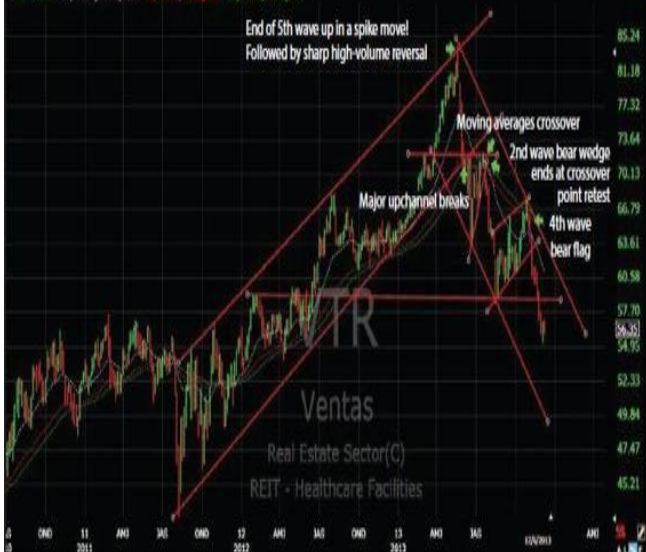 End of 5th wave up in a spike move!
Followed by sharp high-volume reversal
85.24
81.18
77.32
Moving averages crossover
73.64
2nd wave bear wedge
ends at crossover
point retest
70.13
Major upchannel breaks
66.79
4th wave
bear flag
63.61
60.58
VTR
57.70
56.35
54.95
52.33
Ventas
49.84
Real Estate Sector(C)
47.47
REIT - Healthcare Facilities
45.21
OND 11 AMJ JAS OND 12 AMJ JAS OND 2013 AMJ JAS 12/6/2013 AMJ
2011 2012